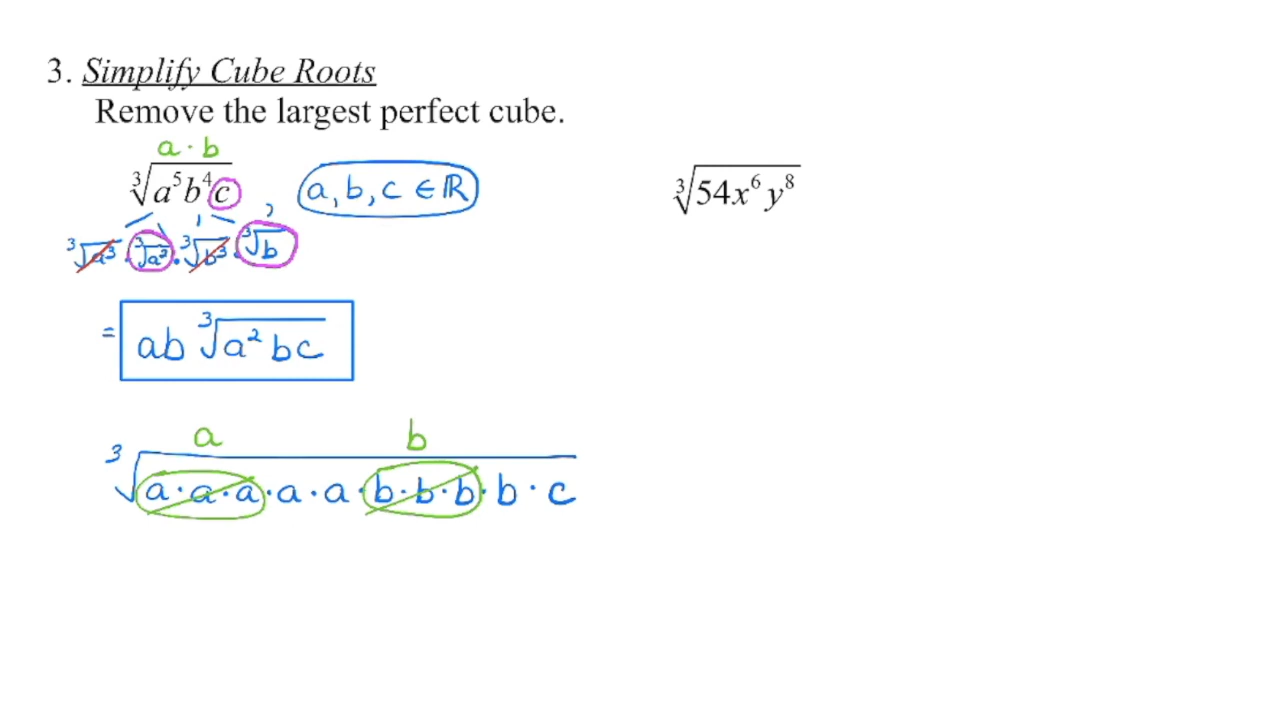 3. Simplify Cube Roots
Remove the largest perfect cube.
a · b
∛(a⁵b⁴c) a, b, c ∈ ℝ ∛(54x⁶y⁸)
∛a³ · ∛a² · ∛b³ · ∛b
= ab ∛(a²bc)
a b
∛(a·a·a·a·a·b·b·b·b·c)